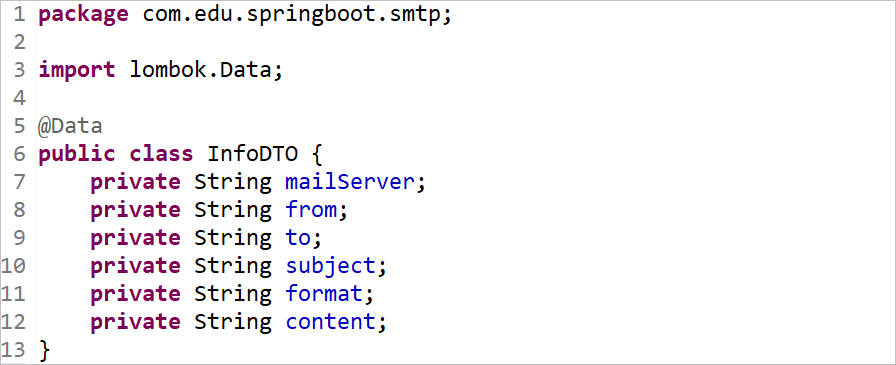 1 package com.edu.springboot.smtp;
2
3 import lombok.Data;
4
5 @Data
6 public class InfoDTO {
7     private String mailServer;
8     private String from;
9     private String to;
10     private String subject;
11     private String format;
12     private String content;
13 }